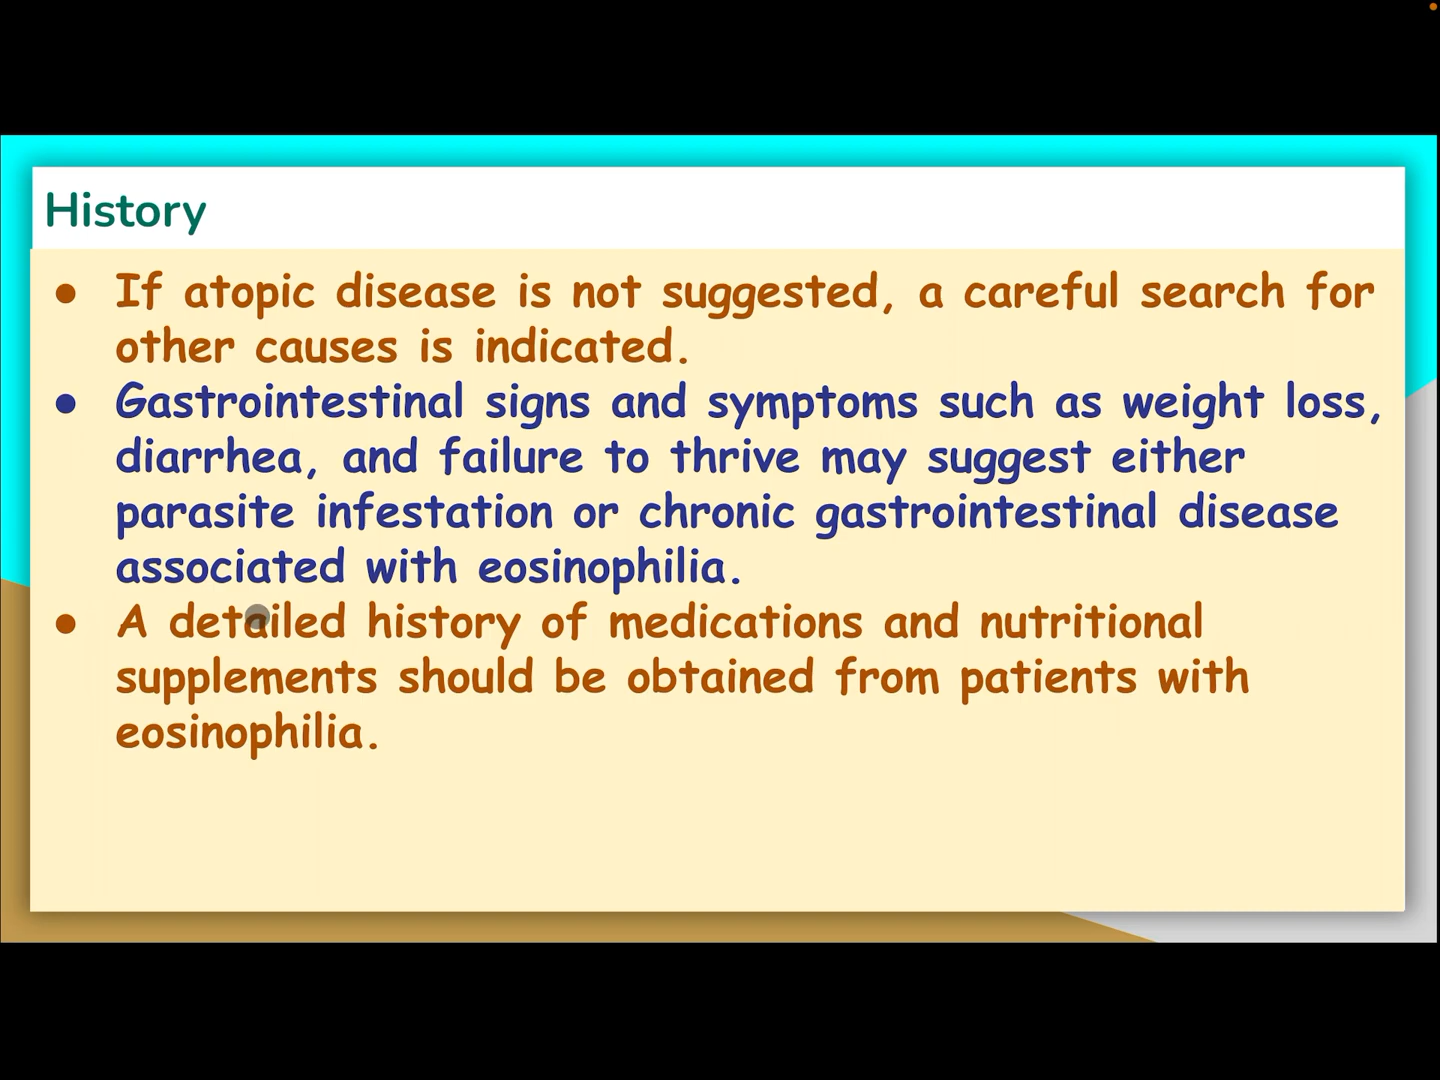 History
● If atopic disease is not suggested, a careful search for
other causes is indicated.
● Gastrointestinal signs and symptoms such as weight loss,
diarrhea, and failure to thrive may suggest either
parasite infestation or chronic gastrointestinal disease
associated with eosinophilia.
● A detailed history of medications and nutritional
supplements should be obtained from patients with
eosinophilia.